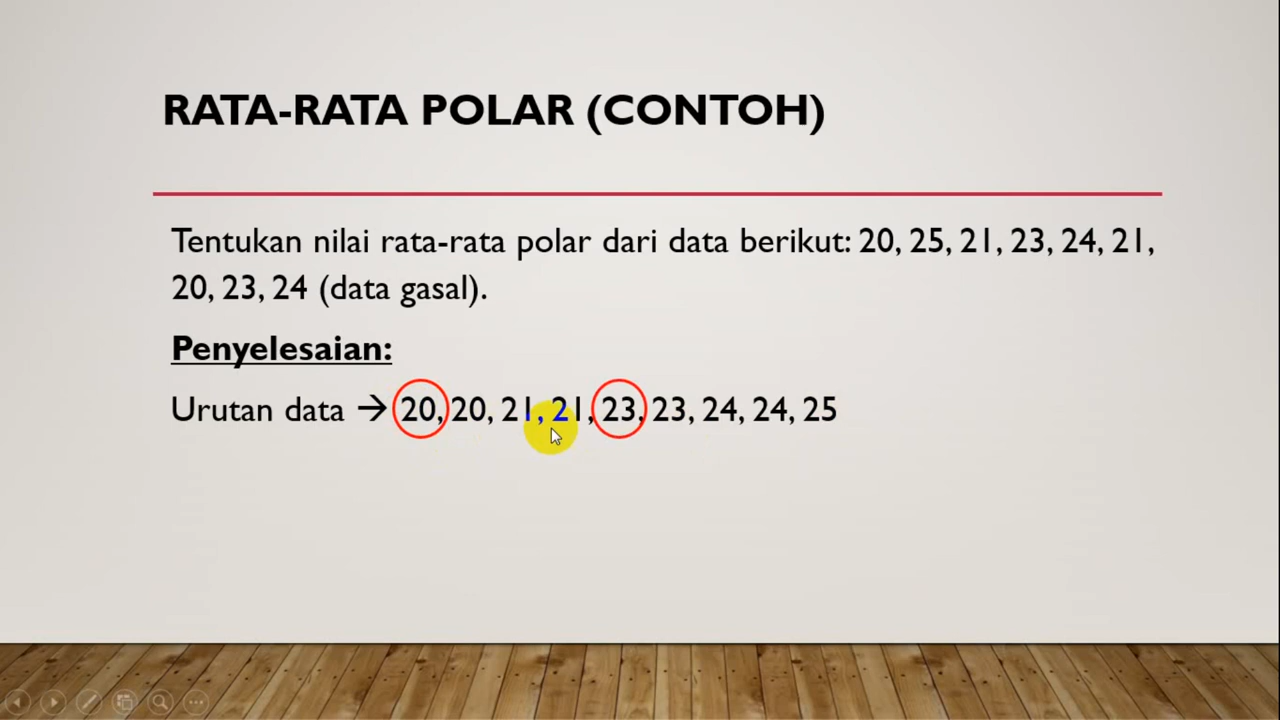 RATA-RATA POLAR (CONTOH)
Tentukan nilai rata-rata polar dari data berikut: 20, 25, 21, 23, 24, 21,
20, 23, 24 (data gasal).
Penyelesaian:
Urutan data → 20, 20, 21, 21, 23, 23, 24, 24, 25